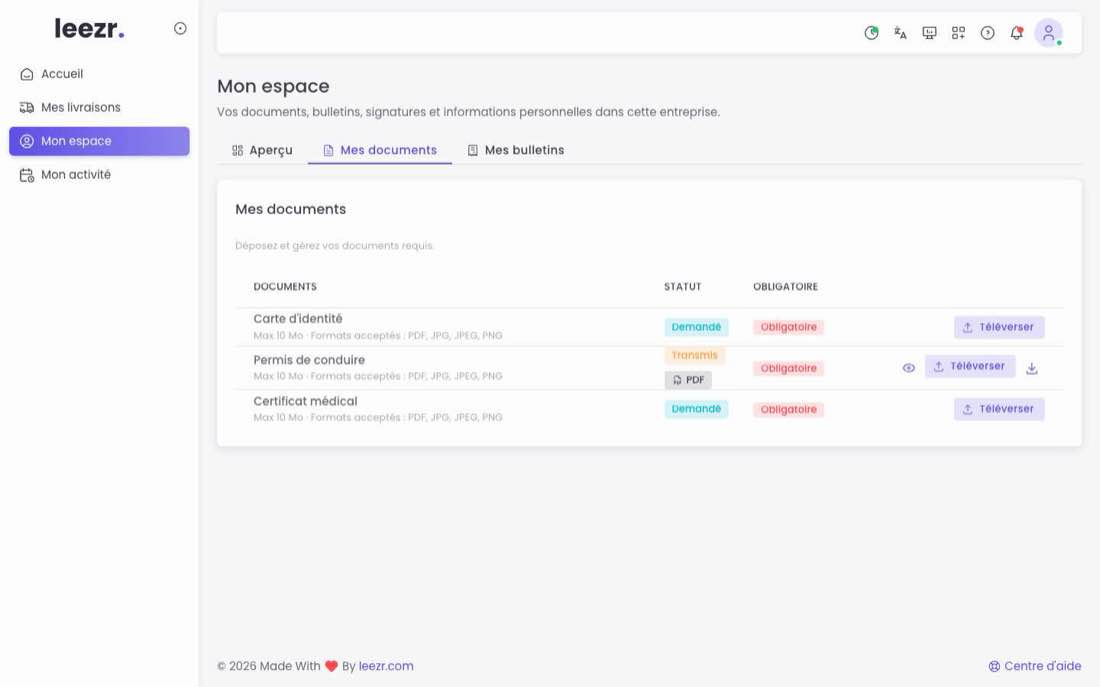 leezr.
Accueil
Mes livraisons
Mon espace
Mon activité
Mon espace
Vos documents, bulletins, signatures et informations personnelles dans cette entreprise.
Aperçu Mes documents Mes bulletins
Mes documents
Déposez et gérez vos documents requis.
DOCUMENTS STATUT OBLIGATOIRE
Carte d'identité
Max 10 Mo · Formats acceptés : PDF, JPG, JPEG, PNG
Demandé Obligatoire Téléverser
Permis de conduire
Max 10 Mo · Formats acceptés : PDF, JPG, JPEG, PNG
Transmis
PDF
Obligatoire Téléverser
Certificat médical
Max 10 Mo · Formats acceptés : PDF, JPG, JPEG, PNG
Demandé Obligatoire Téléverser
© 2026 Made With ❤️ By leezr.com
Centre d'aide